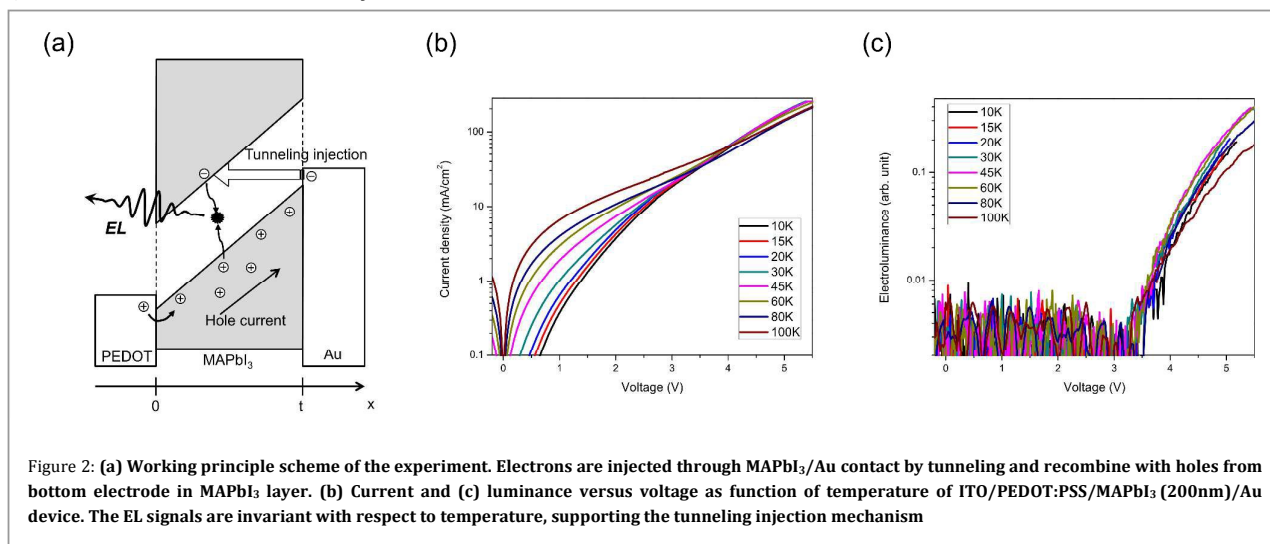 (a)
(b)
(c)
Tunneling injection
EL
Hole current
PEDOT
MAPbI₃
Au
0
t
x
Current density (mA/cm²)
100
10
1
0.1
10K
15K
20K
30K
45K
60K
80K
100K
0 1 2 3 4 5
Voltage (V)
Electroluminance (arb. unit)
0.1
0.01
10K
15K
20K
30K
45K
60K
80K
100K
0 1 2 3 4 5
Voltage (V)
Figure 2: (a) Working principle scheme of the experiment. Electrons are injected through MAPbI₃/Au contact by tunneling and recombine with holes from
bottom electrode in MAPbI₃ layer. (b) Current and (c) luminance versus voltage as function of temperature of ITO/PEDOT:PSS/MAPbI₃ (200nm)/Au
device. The EL signals are invariant with respect to temperature, supporting the tunneling injection mechanism